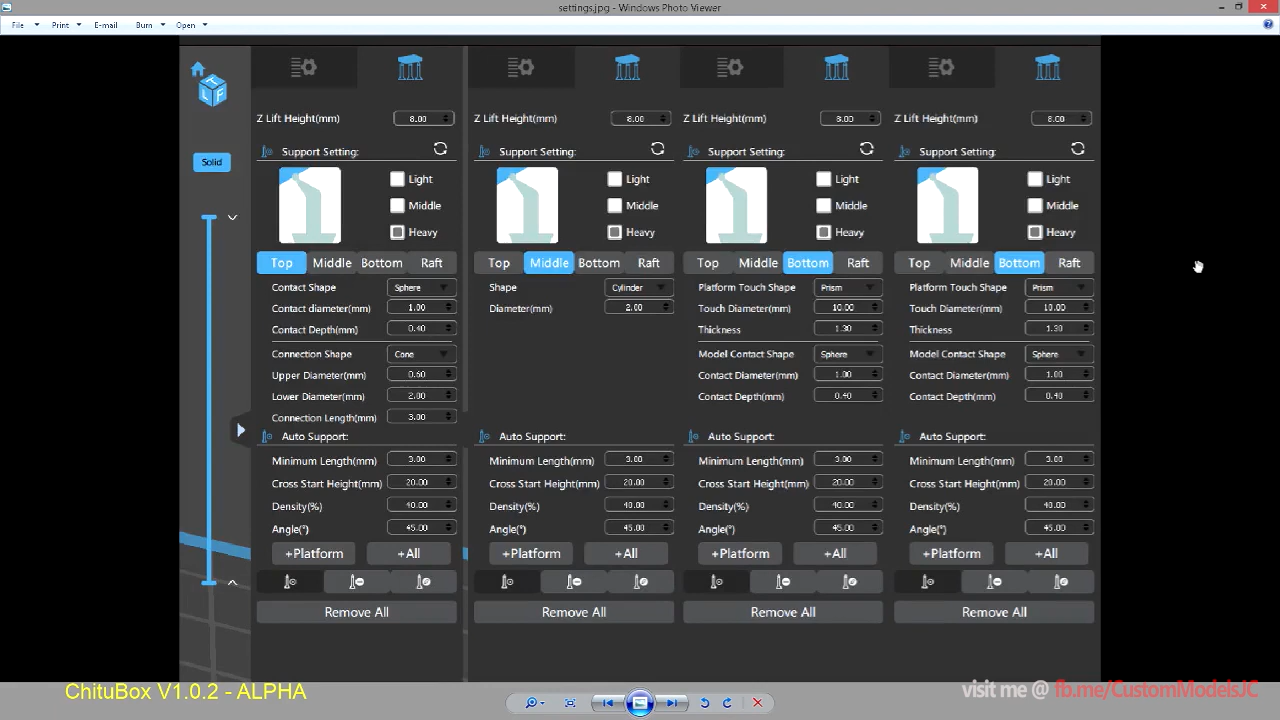 settings.jpg - Windows Photo Viewer
File Print E-mail Burn Open
Z Lift Height(mm) 8.00 Z Lift Height(mm) 8.00 Z Lift Height(mm) 8.00 Z Lift Height(mm) 8.00
Support Setting: Support Setting: Support Setting: Support Setting:
Solid
Light Light Light Light
Middle Middle Middle Middle
Heavy Heavy Heavy Heavy
Top Middle Bottom Raft Top Middle Bottom Raft Top Middle Bottom Raft Top Middle Bottom Raft
Contact Shape Sphere Shape Cylinder Platform Touch Shape Prism Platform Touch Shape Prism
Contact diameter(mm) 1.00 Diameter(mm) 2.00 Touch Diameter(mm) 10.00 Touch Diameter(mm) 10.00
Contact Depth(mm) 0.40 Thickness 1.30 Thickness 1.30
Connection Shape Cone Model Contact Shape Sphere Model Contact Shape Sphere
Upper Diameter(mm) 0.60 Contact Diameter(mm) 1.00 Contact Diameter(mm) 1.00
Lower Diameter(mm) 2.00 Contact Depth(mm) 0.40 Contact Depth(mm) 0.40
Connection Length(mm) 3.00
Auto Support: Auto Support: Auto Support: Auto Support:
Minimum Length(mm) 3.00 Minimum Length(mm) 3.00 Minimum Length(mm) 3.00 Minimum Length(mm) 3.00
Cross Start Height(mm) 20.00 Cross Start Height(mm) 20.00 Cross Start Height(mm) 20.00 Cross Start Height(mm) 20.00
Density(%) 40.00 Density(%) 40.00 Density(%) 40.00 Density(%) 40.00
Angle(°) 45.00 Angle(°) 45.00 Angle(°) 45.00 Angle(°) 45.00
+Platform +All +Platform +All +Platform +All +Platform +All
Remove All Remove All Remove All Remove All
ChituBox V1.0.2 - ALPHA
visit me @ fb.me/CustomModelsJC